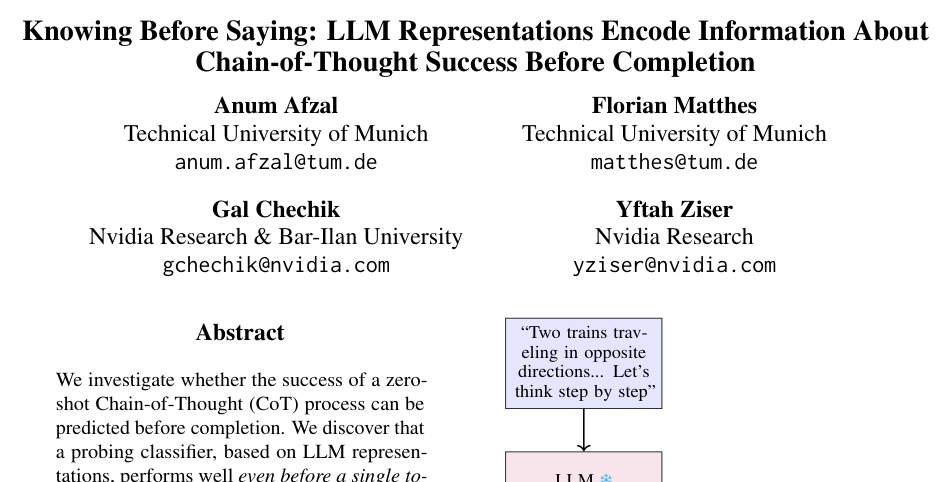 Knowing Before Saying: LLM Representations Encode Information About
Chain-of-Thought Success Before Completion
Anum Afzal
Technical University of Munich
anum.afzal@tum.de
Florian Matthes
Technical University of Munich
matthes@tum.de
Gal Chechik
Nvidia Research & Bar-Ilan University
gchechik@nvidia.com
Yftah Ziser
Nvidia Research
yziser@nvidia.com
Abstract
We investigate whether the success of a zero-
shot Chain-of-Thought (CoT) process can be
predicted before completion. We discover that
a probing classifier, based on LLM represen-
tations, performs well even before a single to-
“Two trains trav-
eling in opposite
directions... Let's
think step by step”
LLM